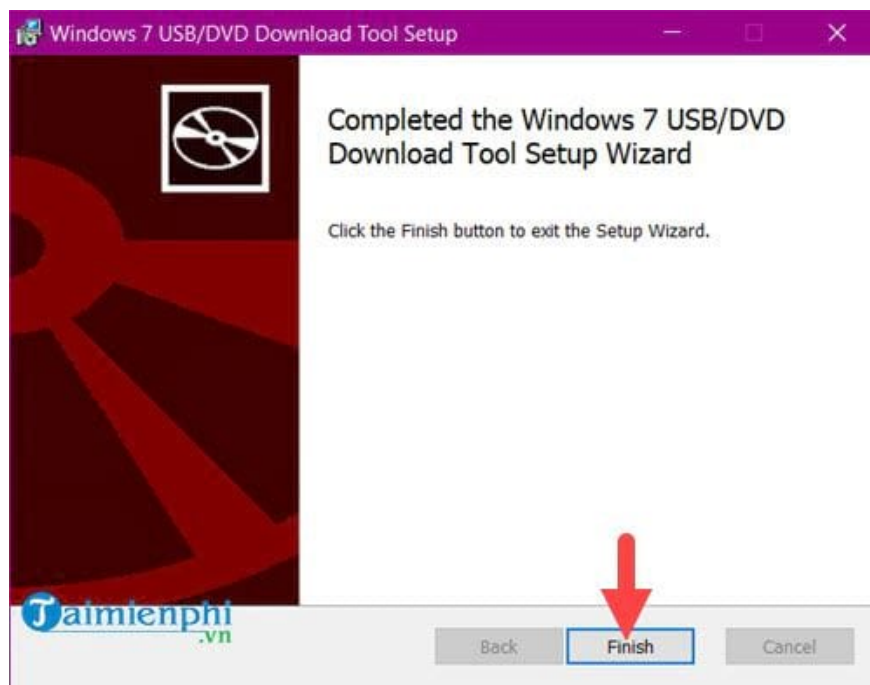 Windows 7 USB/DVD Download Tool Setup
Completed the Windows 7 USB/DVD
Download Tool Setup Wizard
Click the Finish button to exit the Setup Wizard.
Taimienphi
.vn
Back
Finish
Cancel